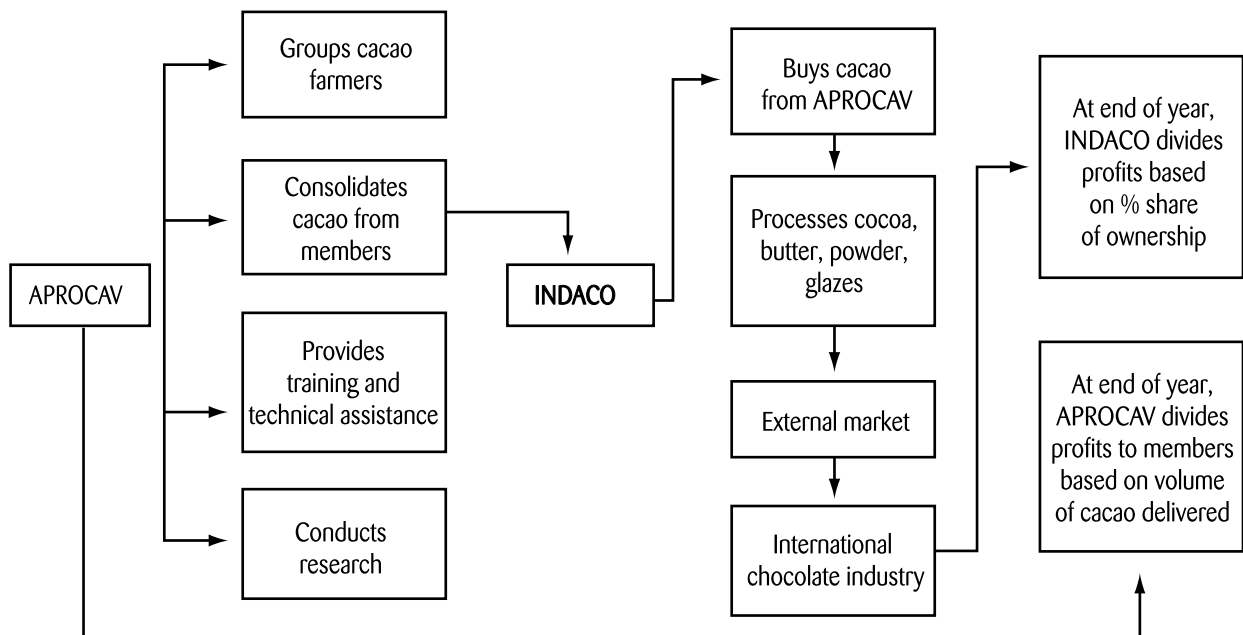 APROCAV
Groups cacao
farmers
Consolidates
cacao from
members
Provides
training and
technical assistance
Conducts
research
INDACO
Buys cacao
from APROCAV
Processes cocoa,
butter, powder,
glazes
External market
International
chocolate industry
At end of year,
INDACO divides
profits based
on % share
of ownership
At end of year,
APROCAV divides
profits to members
based on volume
of cacao delivered